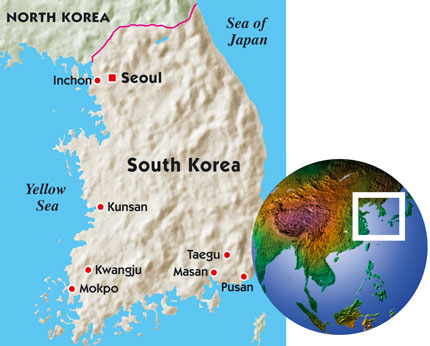 NORTH KOREA
Sea of
Japan
Inchon
Seoul
South Korea
Yellow
Sea
Kunsan
Taegu
Kwangju
Masan
Mokpo
Pusan